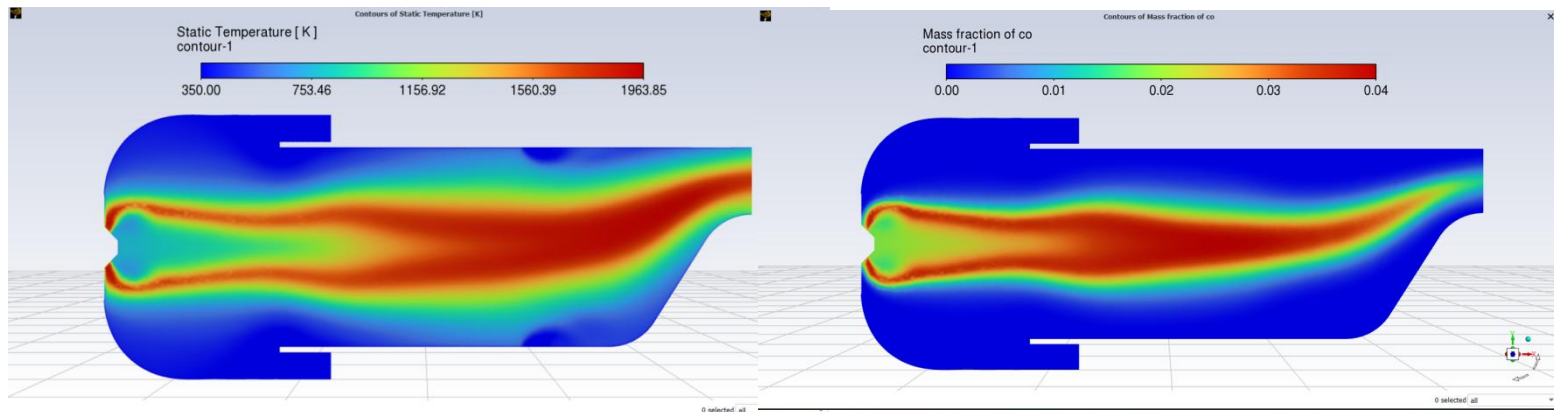 Contours of Static Temperature [K]
Static Temperature [ K ]
contour-1
350.00 753.46 1156.92 1560.39 1963.85
0 selected all
Contours of Mass fraction of co
Mass fraction of co
contour-1
0.00 0.01 0.02 0.03 0.04
0 selected all